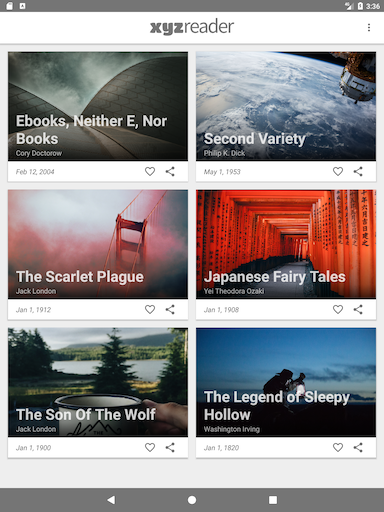 3:36
xyzreader
Ebooks, Neither E, Nor
Books
Cory Doctorow
Feb 12, 2004
Second Variety
Philip K. Dick
May 1, 1953
The Scarlet Plague
Jack London
Jan 1, 1912
Japanese Fairy Tales
Yei Theodora Ozaki
Jan 1, 1908
The Son Of The Wolf
Jack London
Jan 1, 1900
The Legend of Sleepy
Hollow
Washington Irving
Jan 1, 1820